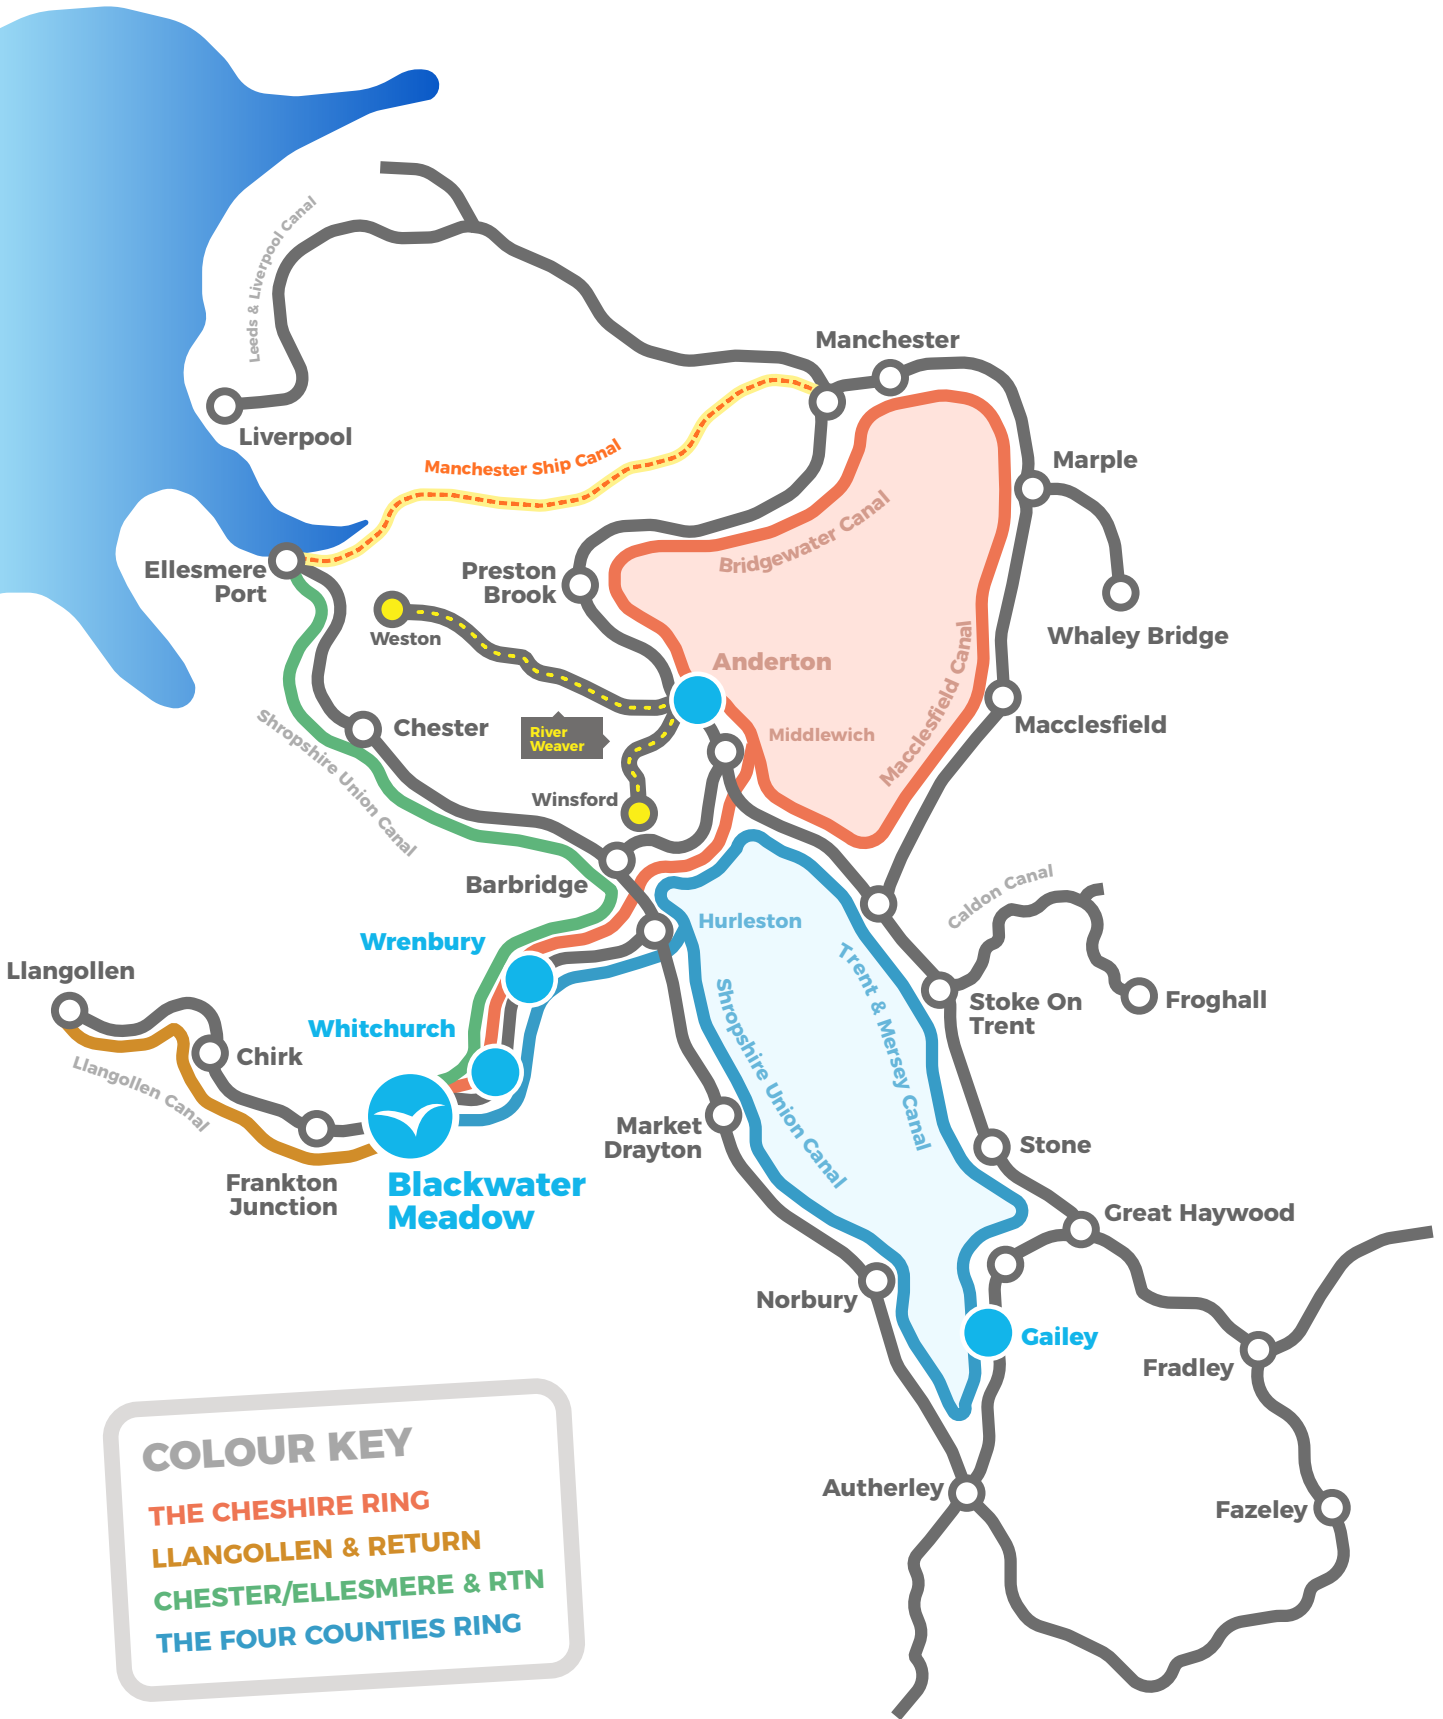 Leeds & Liverpool Canal
Manchester
Liverpool
Manchester Ship Canal
Marple
Bridgewater Canal
Ellesmere
Port
Preston
Brook
Weston
Whaley Bridge
Anderton
Macclesfield Canal
Macclesfield
Chester
Shropshire Union Canal
River
Weaver
Middlewich
Winsford
Barbridge
Caldon Canal
Hurleston
Wrenbury
Llangollen
Trent & Mersey Canal
Shropshire Union Canal
Stoke On
Trent
Froghall
Whitchurch
Chirk
Llangollen Canal
Market
Drayton
Stone
Frankton
Junction
Blackwater
Meadow
Great Haywood
Norbury
Gailey
Fradley
Autherley
Fazeley
COLOUR KEY
THE CHESHIRE RING
LLANGOLLEN & RETURN
CHESTER/ELLESMERE & RTN
THE FOUR COUNTIES RING